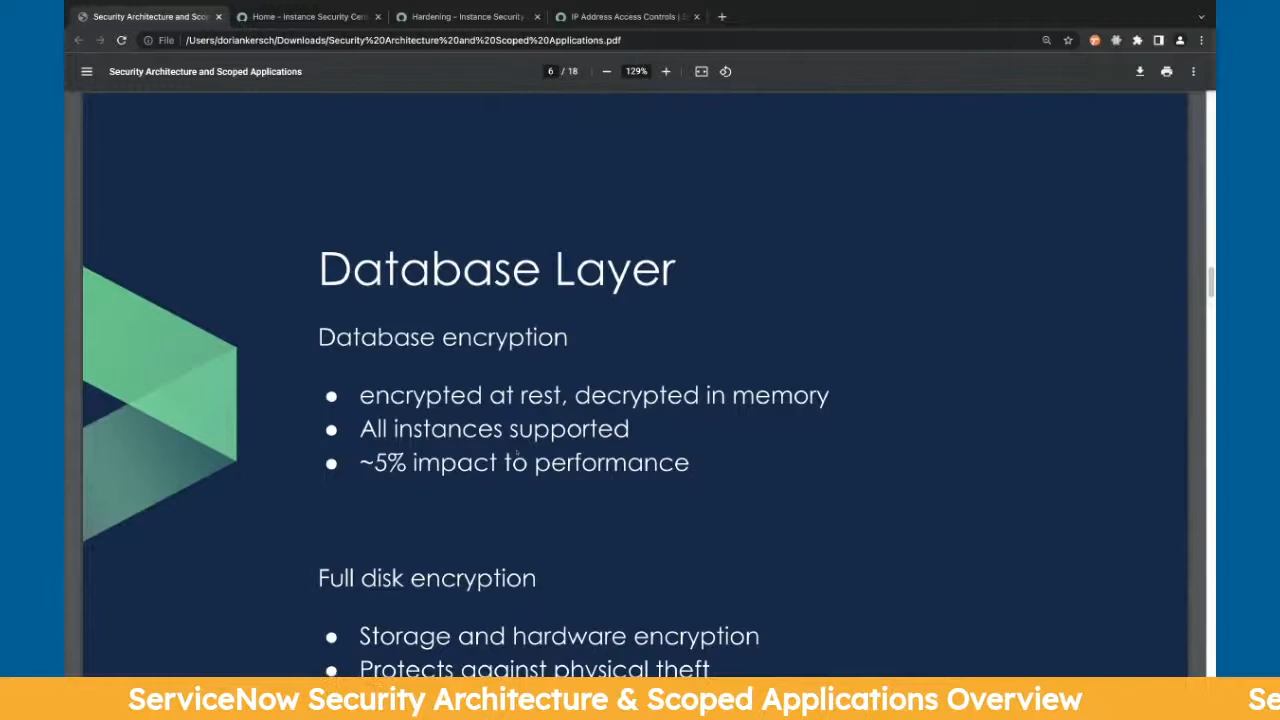 Security Architecture and Sco
Home - Instance Security Cen
Hardening - Instance Security
IP Address Access Controls |
File
/Users/doriankersch/Downloads/Security%20Architecture%20and%20Scoped%20Applications.pdf
Security Architecture and Scoped Applications
6 / 18
129%
Database Layer
Database encryption
● encrypted at rest, decrypted in memory
● All instances supported
● ~5% impact to performance
Full disk encryption
● Storage and hardware encryption
● Protects against physical theft
ServiceNow Security Architecture & Scoped Applications Overview
Se